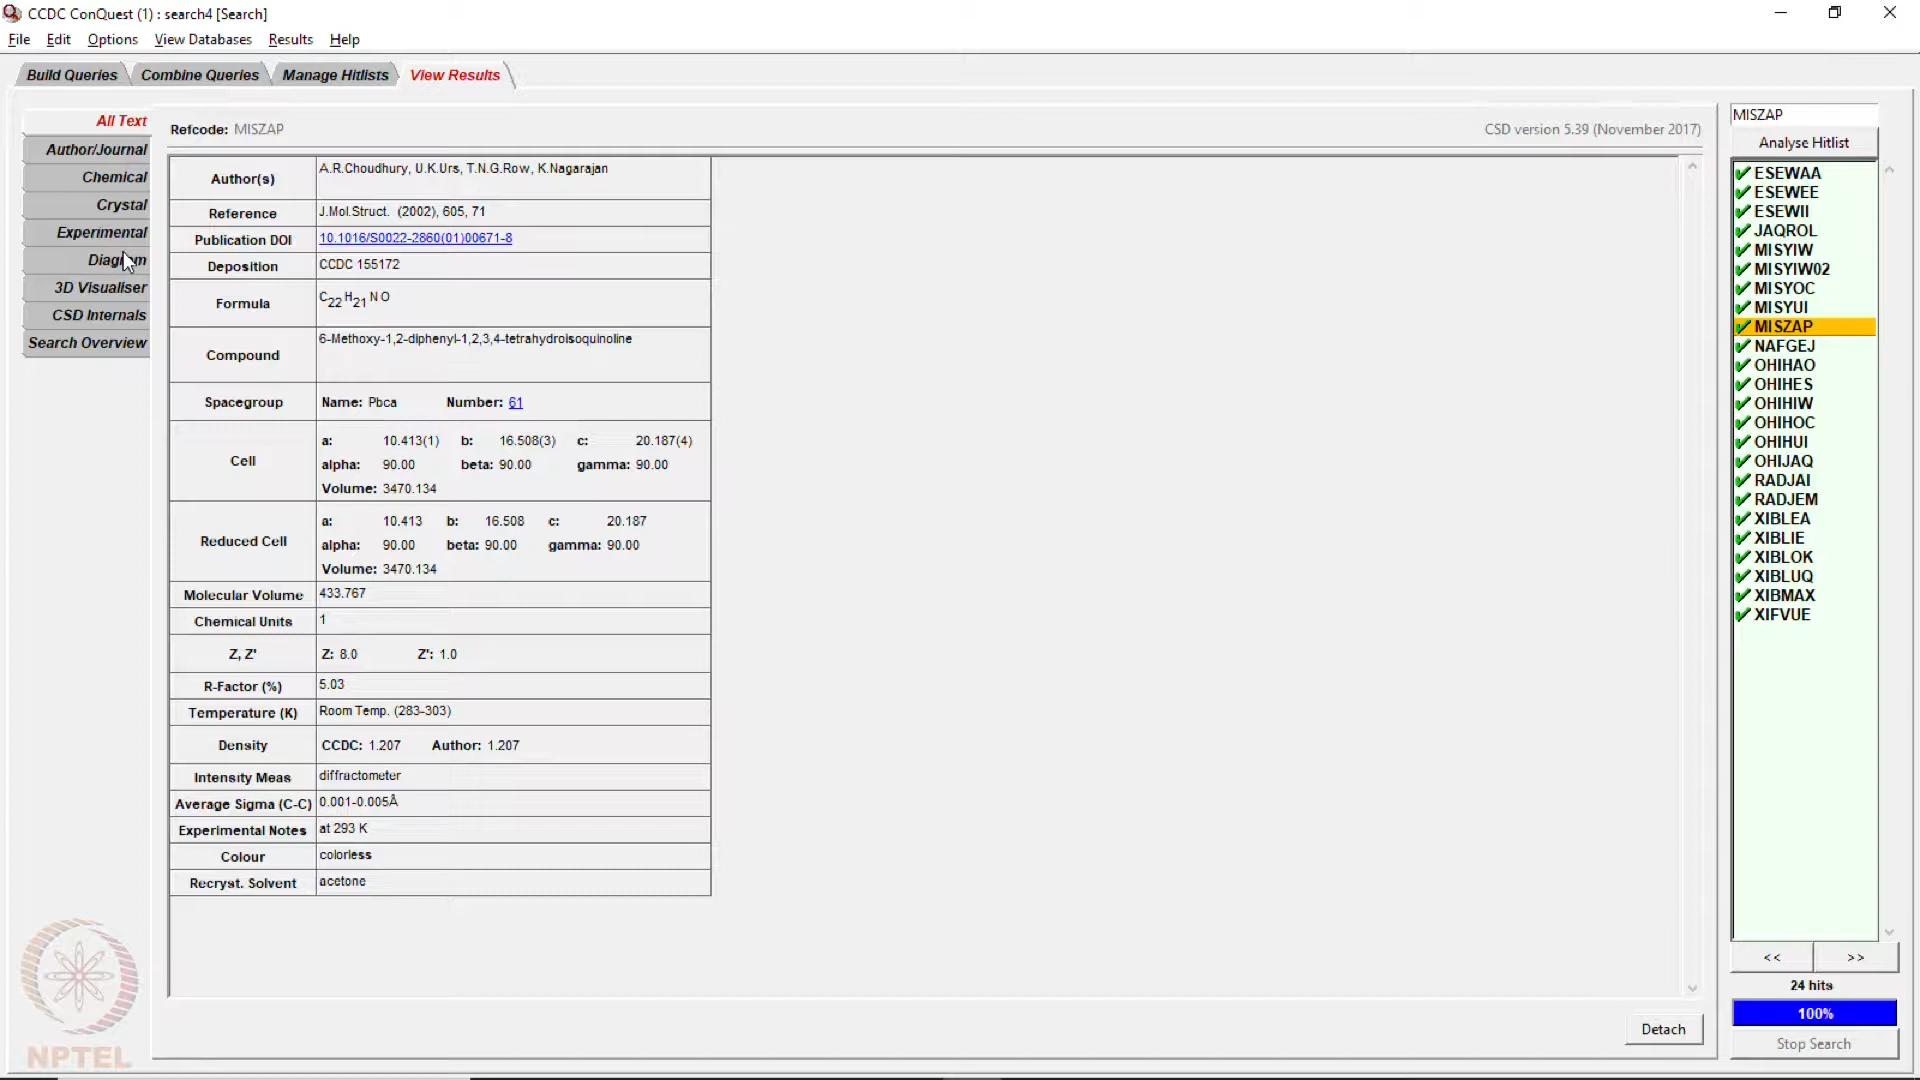 CCDC ConQuest (1) : search4 [Search]
File Edit Options View Databases Results Help
Build Queries Combine Queries Manage Hitlists View Results
All Text
Author/Journal
Chemical
Crystal
Experimental
Diagram
3D Visualiser
CSD Internals
Search Overview
Refcode: MISZAP
CSD version 5.39 (November 2017)
Author(s) A.R.Choudhury, U.K.Urs, T.N.G.Row, K.Nagarajan
Reference J.Mol.Struct. (2002), 605, 71
Publication DOI 10.1016/S0022-2860(01)00671-8
Deposition CCDC 155172
Formula C22 H21 N O
Compound 6-Methoxy-1,2-diphenyl-1,2,3,4-tetrahydroisoquinoline
Spacegroup Name: Pbca Number: 61
Cell
a: 10.413(1) b: 16.508(3) c: 20.187(4)
alpha: 90.00 beta: 90.00 gamma: 90.00
Volume: 3470.134
Reduced Cell
a: 10.413 b: 16.508 c: 20.187
alpha: 90.00 beta: 90.00 gamma: 90.00
Volume: 3470.134
Molecular Volume 433.767
Chemical Units 1
Z, Z' Z: 8.0 Z': 1.0
R-Factor (%) 5.03
Temperature (K) Room Temp. (283-303)
Density CCDC: 1.207 Author: 1.207
Intensity Meas diffractometer
Average Sigma (C-C) 0.001-0.005Å
Experimental Notes at 293 K
Colour colorless
Recryst. Solvent acetone
Detach
MISZAP
Analyse Hitlist
ESEWAA
ESEWEE
ESEWII
JAQROL
MISYIW
MISYIW02
MISYOC
MISYUI
MISZAP
NAFGEJ
OHIHAO
OHIHES
OHIHIW
OHIHOC
OHIHUI
OHIJAQ
RADJAI
RADJEM
XIBLEA
XIBLIE
XIBLOK
XIBLUQ
XIBMAX
XIFVUE
<< >>
24 hits
100%
Stop Search
NPTEL